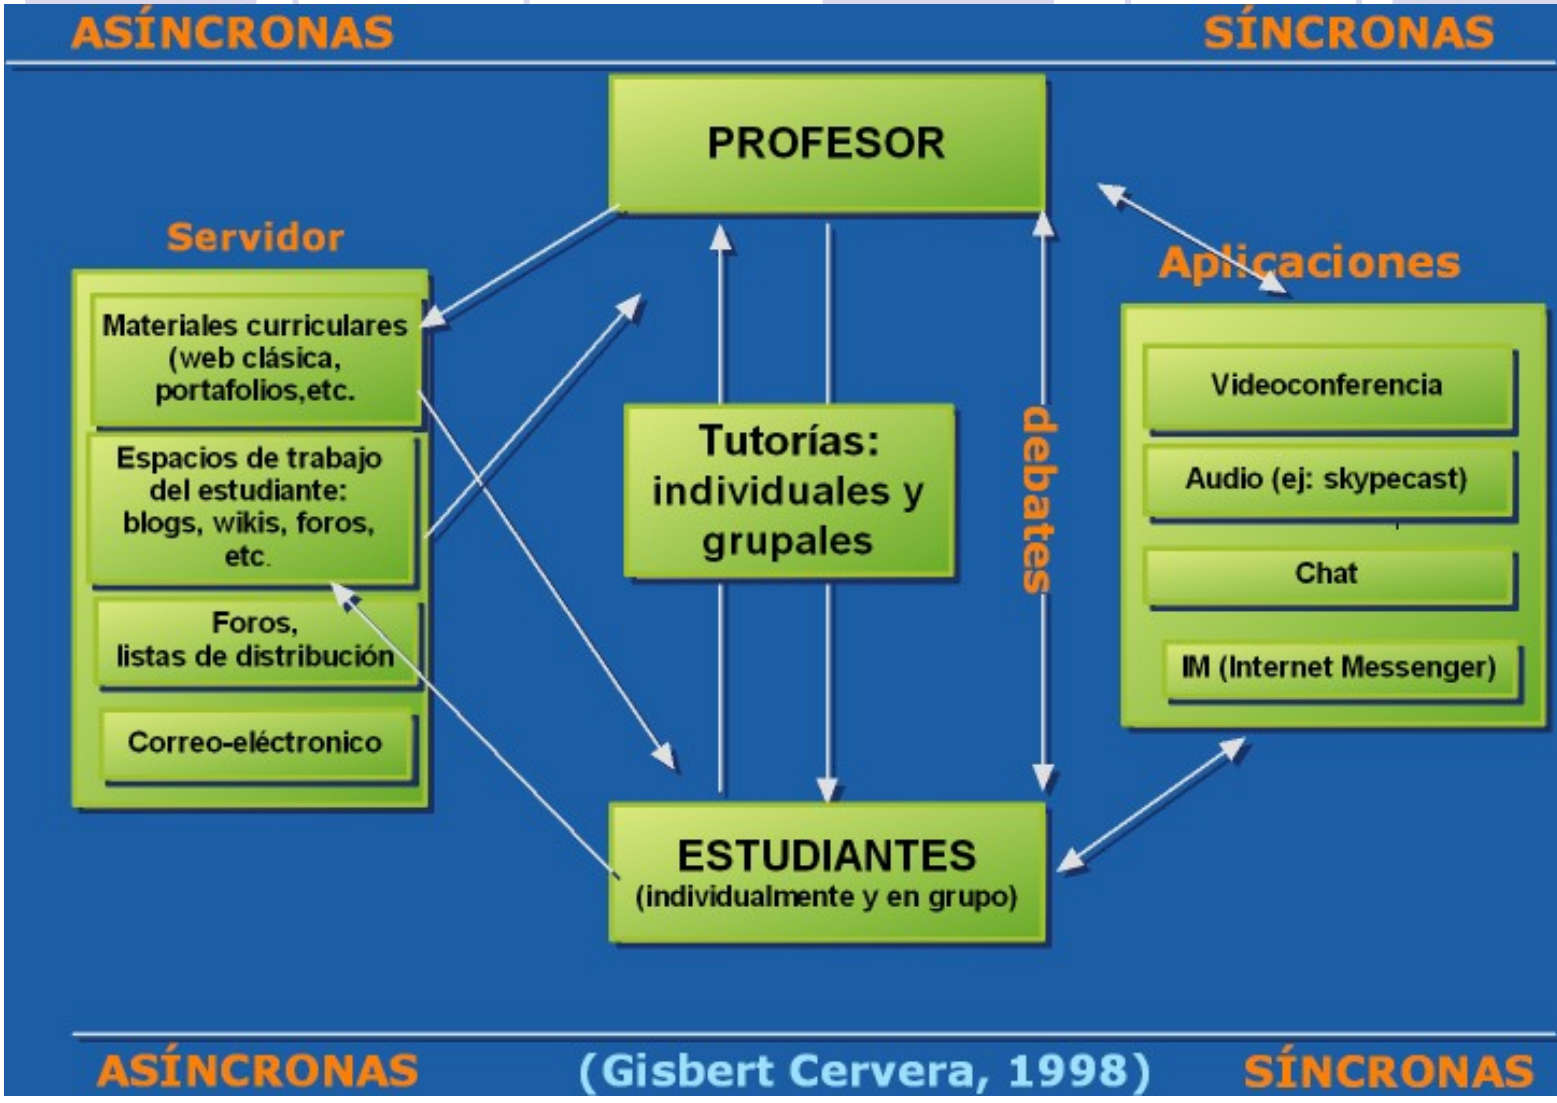 ASÍNCRONAS
SÍNCRONAS
PROFESOR
Servidor
Materiales curriculares
(web clásica,
portafolios,etc.
Espacios de trabajo
del estudiante:
blogs, wikis, foros,
etc.
Foros,
listas de distribución
Correo-eléctronico
Tutorías:
individuales y
grupales
debates
Aplicaciones
Videoconferencia
Audio (ej: skypecast)
Chat
IM (Internet Messenger)
ESTUDIANTES
(individualmente y en grupo)
ASÍNCRONAS
(Gisbert Cervera, 1998)
SÍNCRONAS